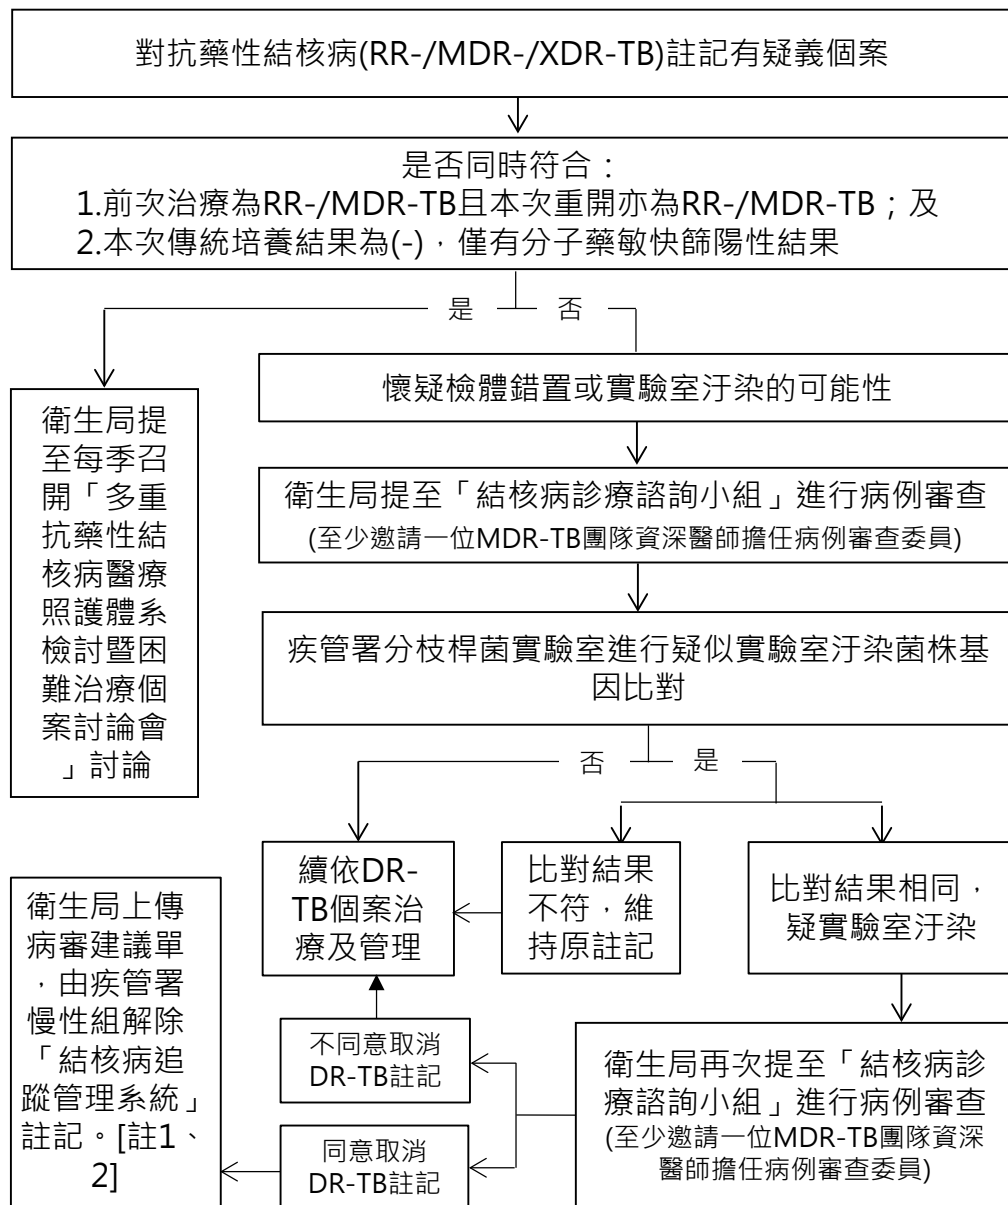 對抗藥性結核病(RR-/MDR-/XDR-TB)註記有疑義個案
是否同時符合：
1.前次治療為RR-/MDR-TB且本次重開亦為RR-/MDR-TB；及
2.本次傳統培養結果為(-)，僅有分子藥敏快篩陽性結果
是
否
衛生局提
至每季召
開「多重
抗藥性結
核病醫療
照護體系
檢討暨困
難治療個
案討論會
」討論
懷疑檢體錯置或實驗室汙染的可能性
衛生局提至「結核病診療諮詢小組」進行病例審查
(至少邀請一位MDR-TB團隊資深醫師擔任病例審查委員)
疾管署分枝桿菌實驗室進行疑似實驗室汙染菌株基
因比對
否
是
續依DR-
TB個案治
療及管理
比對結果
不符，維
持原註記
比對結果相同，
疑實驗室汙染
衛生局再次提至「結核病診
療諮詢小組」進行病例審查
(至少邀請一位MDR-TB團隊資深
醫師擔任病例審查委員)
不同意取消
DR-TB註記
同意取消
DR-TB註記
衛生局上傳
病審建議單
，由疾管署
慢性組解除
「結核病追
蹤管理系統」
註記。[註1、
2]